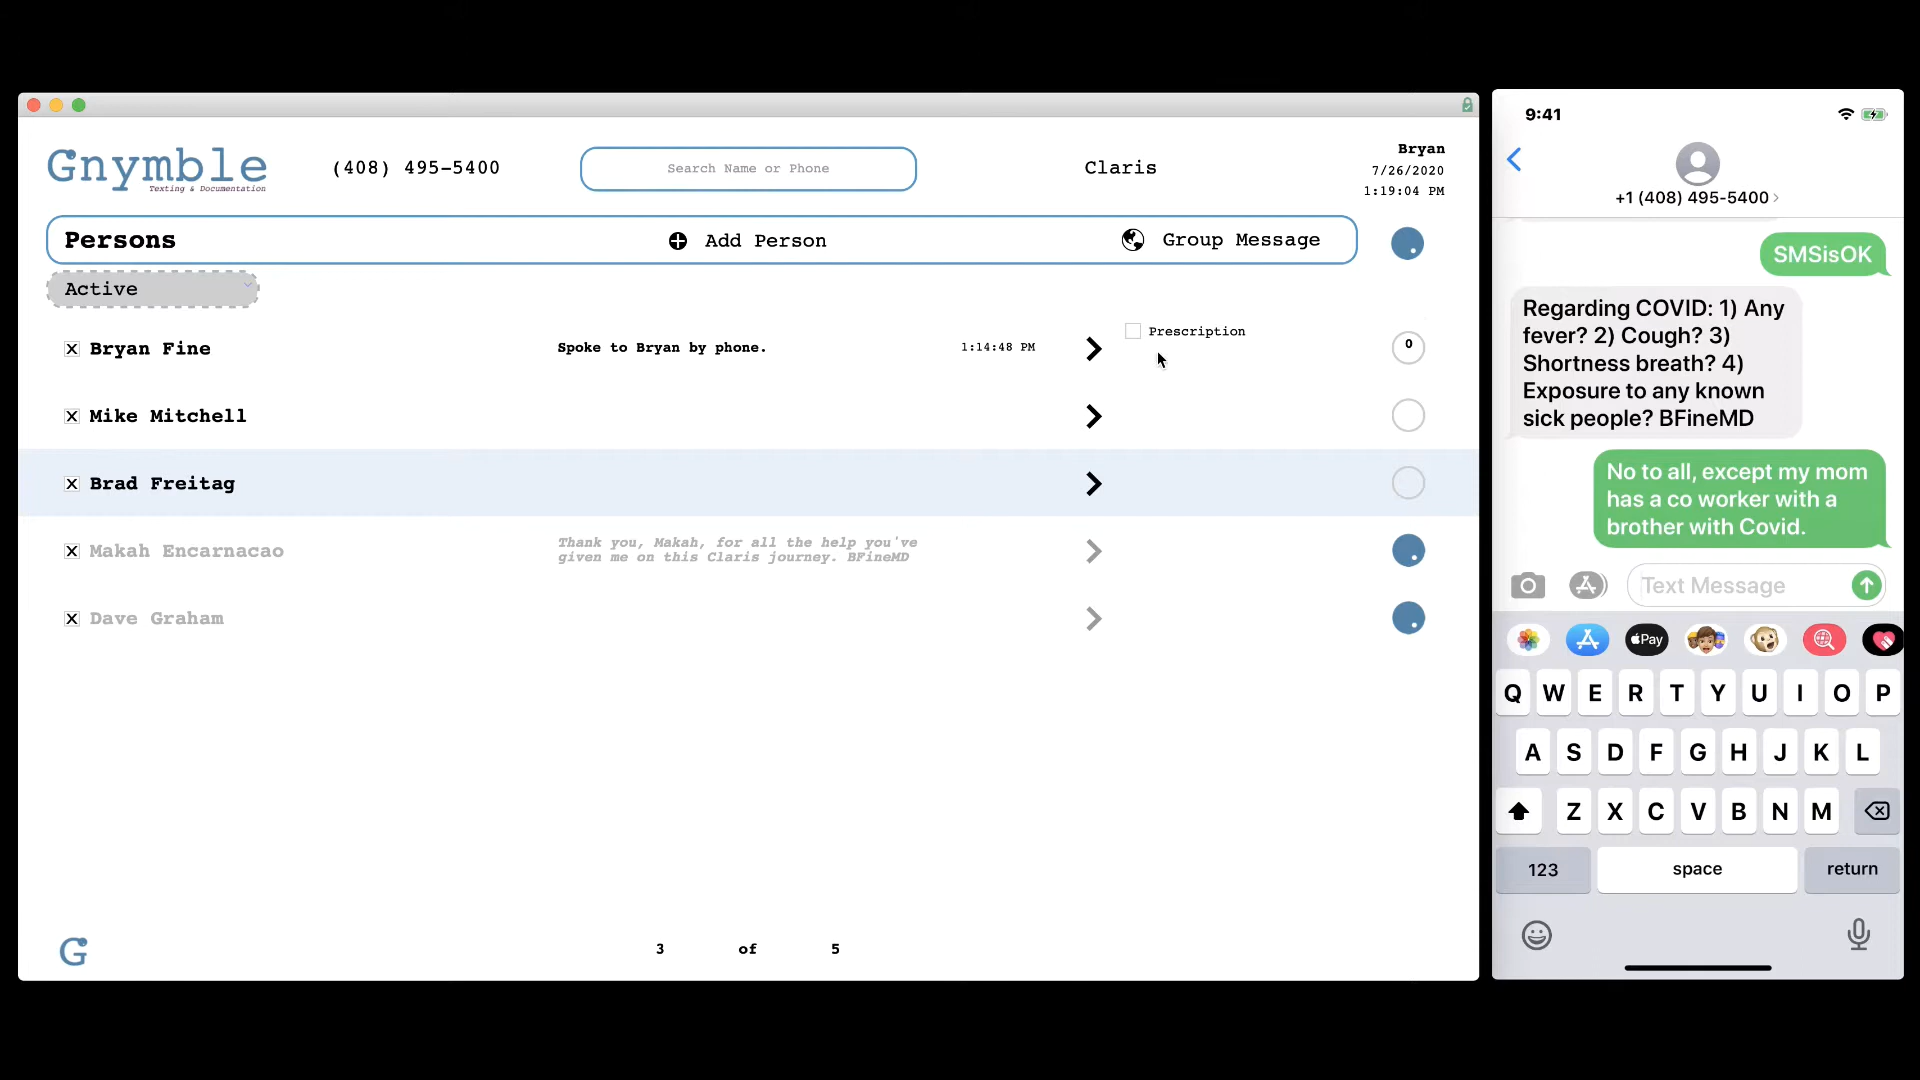 Gnymble
Texting & Documentation
(408) 495-5400
Search Name or Phone
Claris
Bryan
7/26/2020
1:19:04 PM
Persons
Add Person
Group Message
Active
X Bryan Fine
Spoke to Bryan by phone.
1:14:48 PM
Prescription
0
X Mike Mitchell
X Brad Freitag
X Makah Encarnacao
Thank you, Makah, for all the help you've
given me on this Claris journey. BFineMD
X Dave Graham
G
3 of 5
9:41
+1 (408) 495-5400
SMSisOK
Regarding COVID: 1) Any
fever? 2) Cough? 3)
Shortness breath? 4)
Exposure to any known
sick people? BFineMD
No to all, except my mom
has a co worker with a
brother with Covid.
Text Message
Pay
Q W E R T Y U I O P
A S D F G H J K L
Z X C V B N M
123 space return